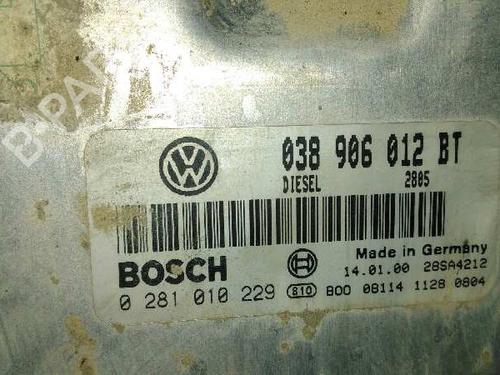 B-PARTS
VW
038 906 012 BT
DIESEL 2805
BOSCH
Made in Germany
14.01.00 28SA4212
0 281 010 229 810 B00 08114 1128 0804